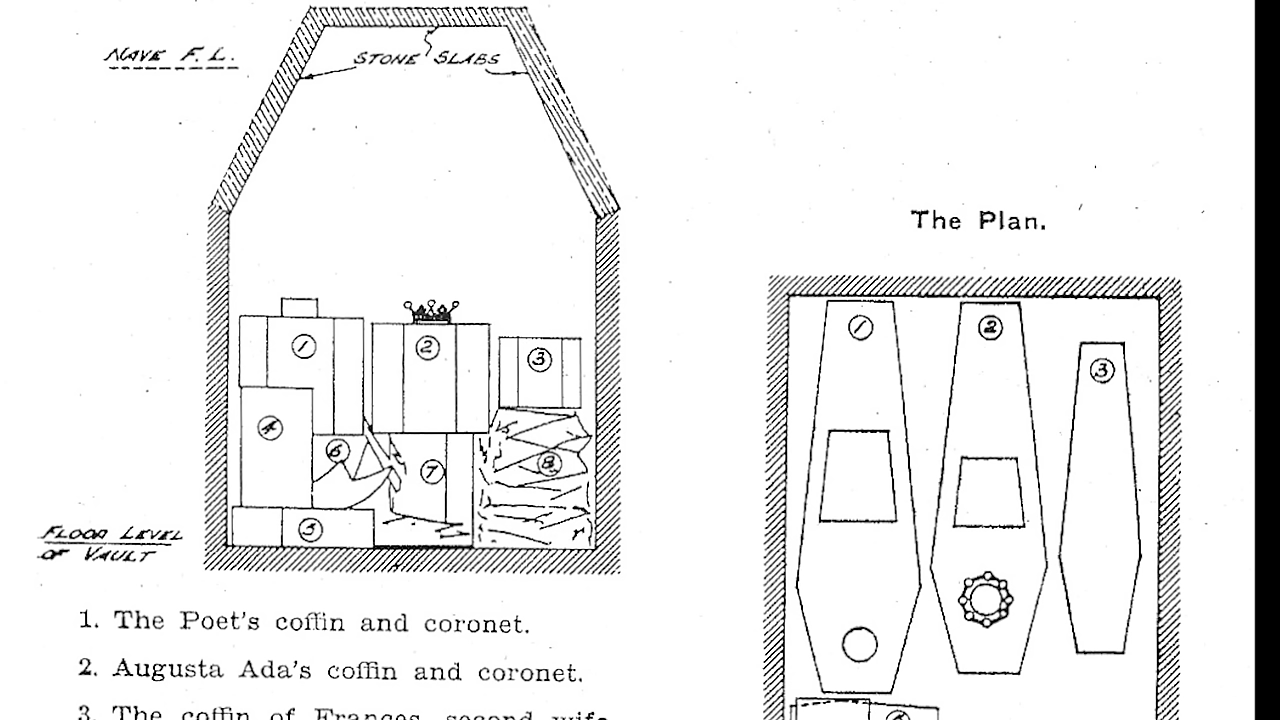 NAVE F. L.
STONE SLABS
The Plan.
1
2
3
4
6
7
8
5
1
2
3
FLOOR LEVEL
OF VAULT
1. The Poet's coffin and coronet.
2. Augusta Ada's coffin and coronet.
3. The coffin of Frances, second wife